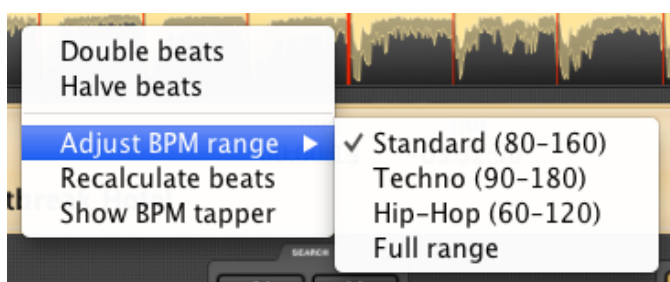 Double beats
Halve beats
Adjust BPM range
Recalculate beats
Show BPM tapper
Standard (80–160)
Techno (90–180)
Hip–Hop (60–120)
Full range
SEARCH